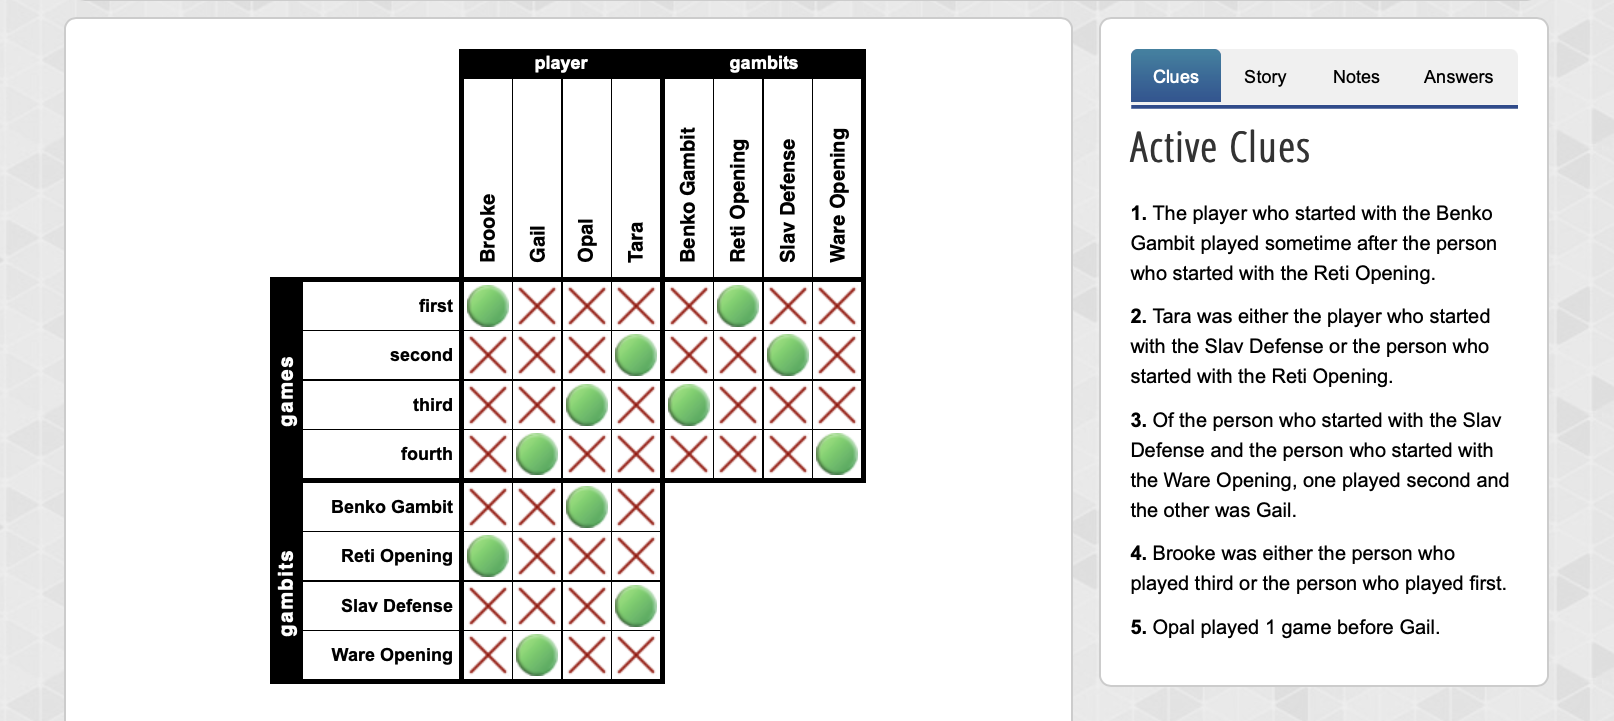 player gambits
Brooke Gail Opal Tara Benko Gambit Reti Opening Slav Defense Ware Opening
games
first
second
third
fourth
gambits
Benko Gambit
Reti Opening
Slav Defense
Ware Opening
Clues Story Notes Answers
Active Clues
1. The player who started with the Benko
Gambit played sometime after the person
who started with the Reti Opening.
2. Tara was either the player who started
with the Slav Defense or the person who
started with the Reti Opening.
3. Of the person who started with the Slav
Defense and the person who started with
the Ware Opening, one played second and
the other was Gail.
4. Brooke was either the person who
played third or the person who played first.
5. Opal played 1 game before Gail.